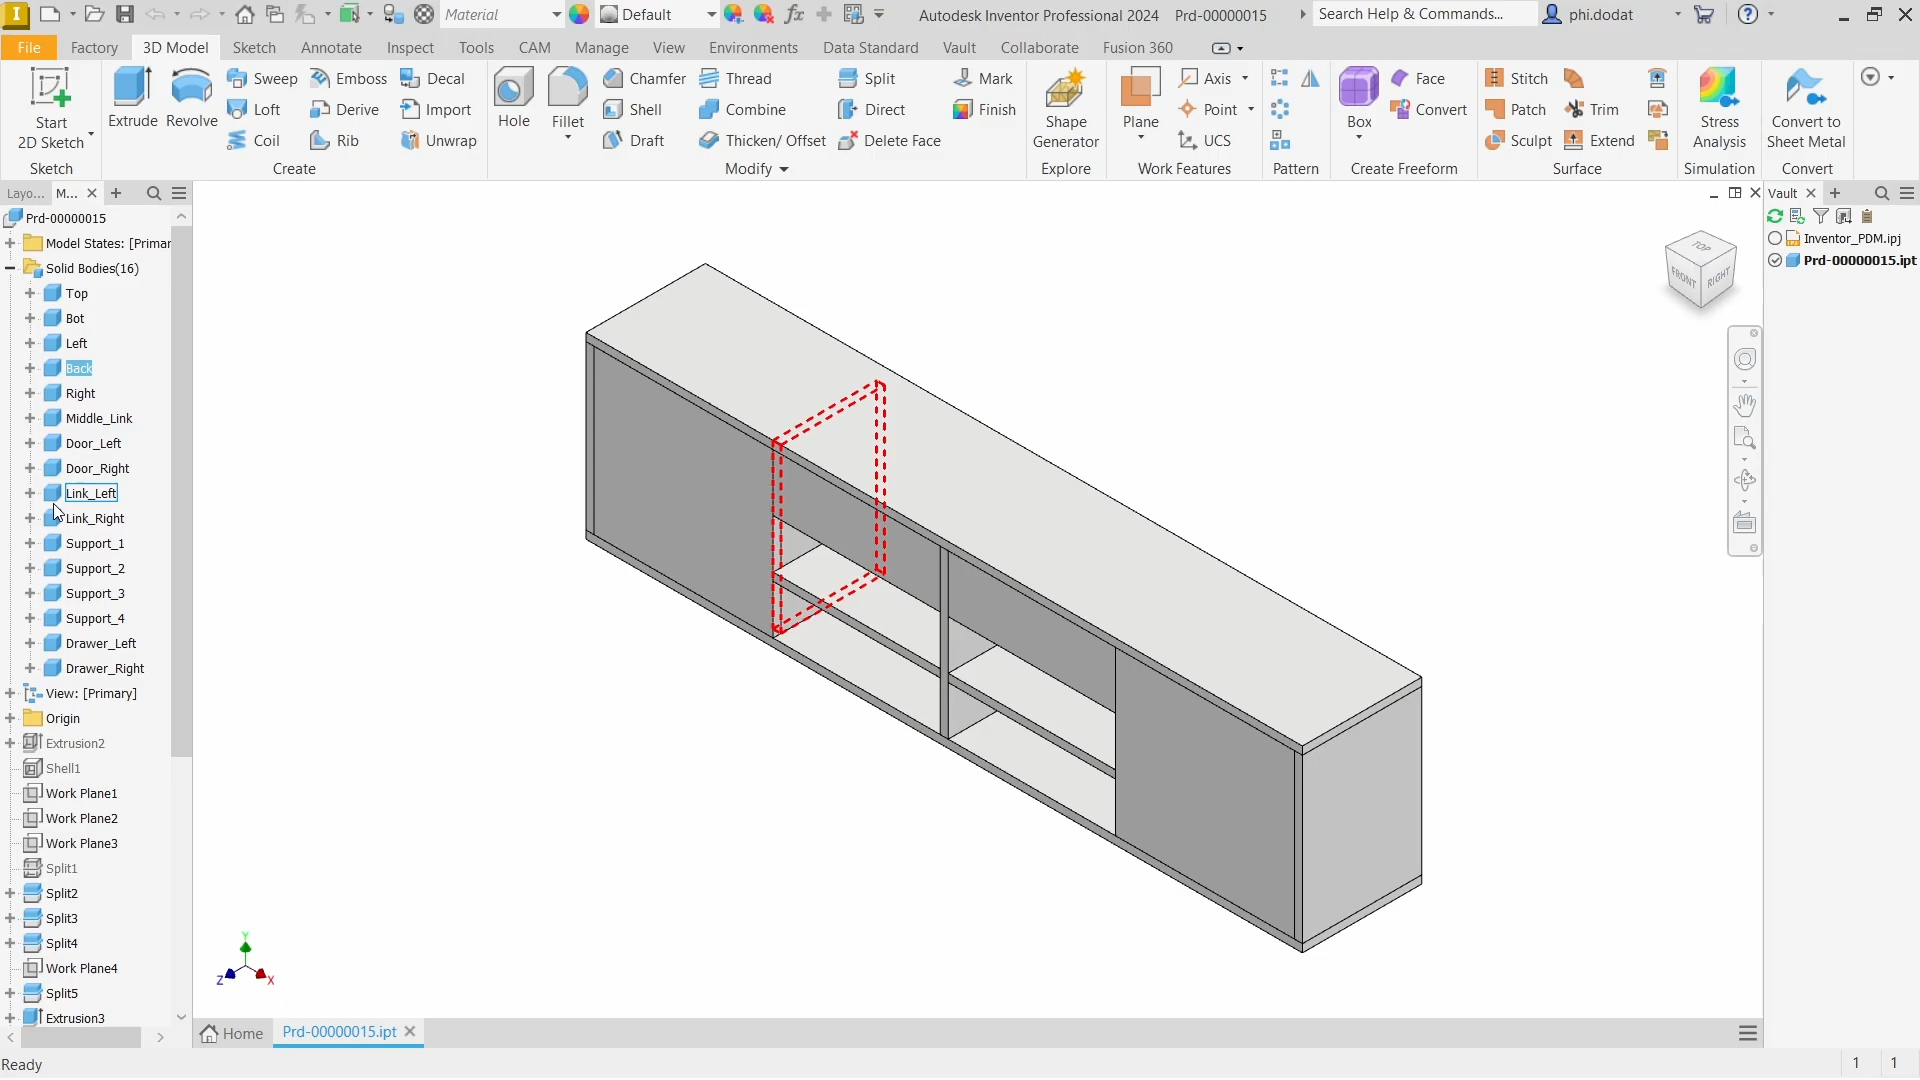 I Material Default fx Autodesk Inventor Professional 2024 Prd-00000015 Search Help & Commands... phi.dodat ?
File Factory 3D Model Sketch Annotate Inspect Tools CAM Manage View Environments Data Standard Vault Collaborate Fusion 360
Start
2D Sketch
Sketch
Extrude Revolve
Sweep Emboss Decal
Loft Derive Import
Coil Rib Unwrap
Create
Hole Fillet
Chamfer Thread Split
Shell Combine Direct
Draft Thicken/ Offset Delete Face
Modify
Mark
Finish
Shape
Generator
Explore
Plane
Axis
Point
UCS
Work Features
Pattern
Box
Face
Convert
Create Freeform
Stitch
Patch Trim
Sculpt Extend
Surface
Stress
Analysis
Simulation
Convert to
Sheet Metal
Convert
Layo... M...
Prd-00000015
Model States: [Primar
Solid Bodies(16)
Top
Bot
Left
Back
Right
Middle_Link
Door_Left
Door_Right
Link_Left
Link_Right
Support_1
Support_2
Support_3
Support_4
Drawer_Left
Drawer_Right
View: [Primary]
Origin
Extrusion2
Shell1
Work Plane1
Work Plane2
Work Plane3
Split1
Split2
Split3
Split4
Work Plane4
Split5
Extrusion3
TOP
FRONT RIGHT
Y
Z X
Vault
Inventor_PDM.ipj
Prd-00000015.ipt
Home Prd-00000015.ipt
Ready 1 1